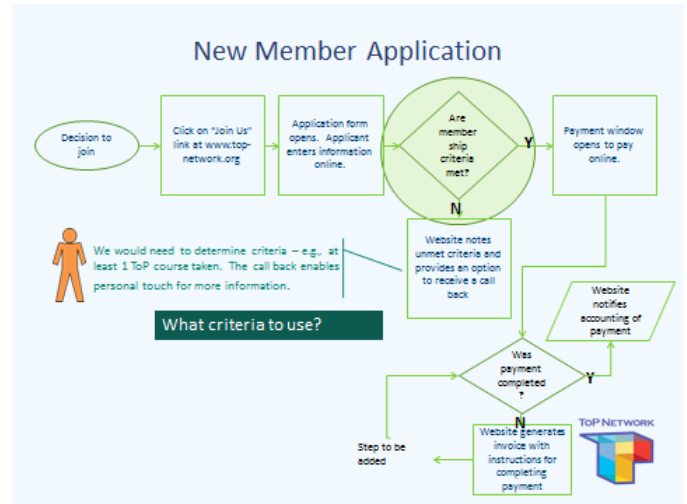 New Member Application
Decision to
join
Click on "Join Us"
link at www.top-
network.org
Application form
opens. Applicant
enters information
online.
Are
member
ship
criteria
met?
Y
Payment window
opens to pay
online.
N
Website notes
unmet criteria and
provides an option
to receive a call
back
We would need to determine criteria – e.g., at
least 1 ToP course taken. The call back enables
personal touch for more information.
What criteria to use?
Website
notifies
accounting of
payment
Was
payment
completed
?
Y
N
Website generates
invoice with
instructions for
completing
payment
Step to be
added
ToP NETWORK